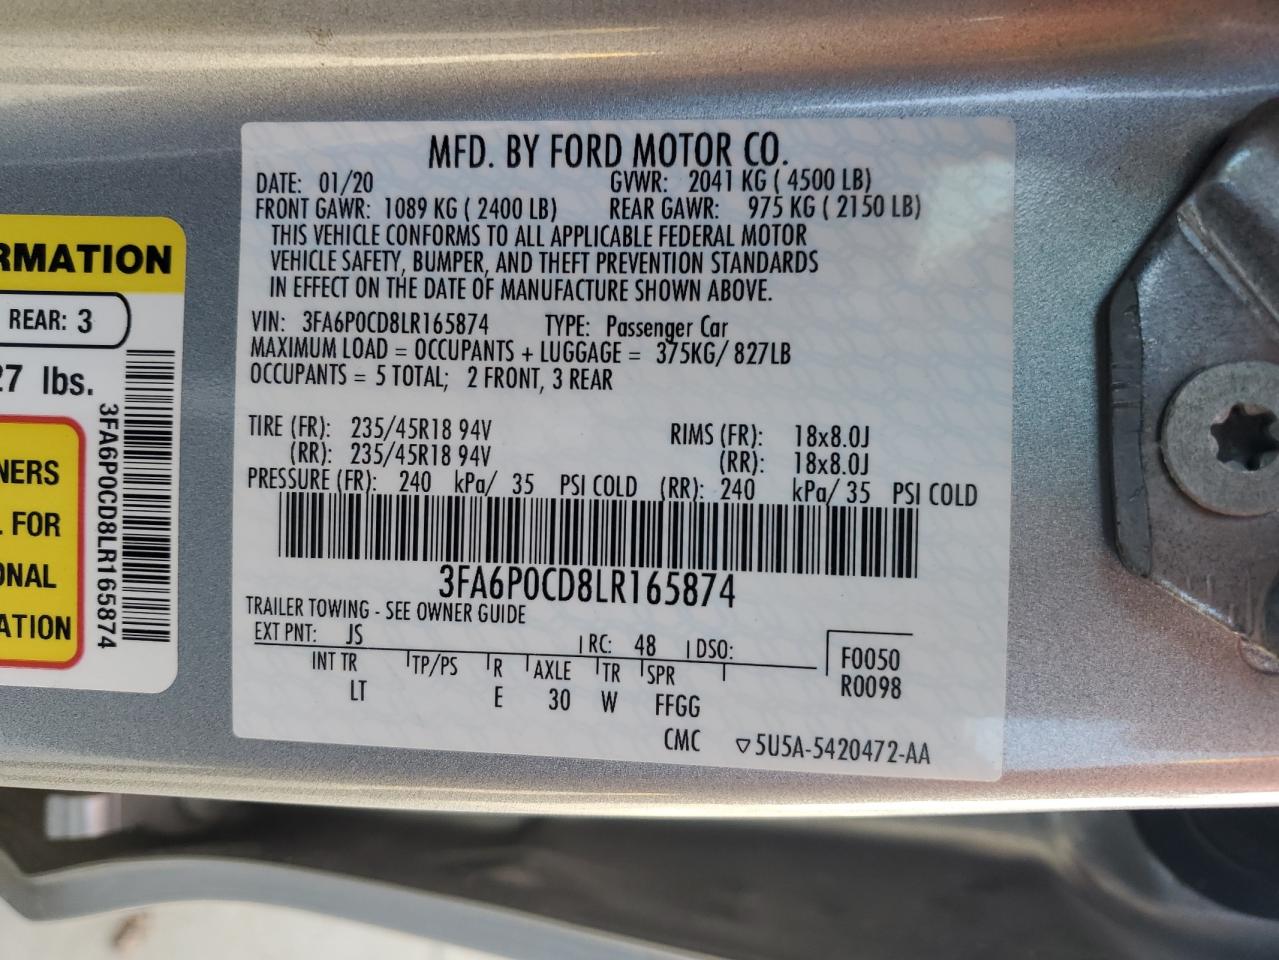 MFD. BY FORD MOTOR CO.
DATE: 01/20 GVWR: 2041 KG ( 4500 LB)
FRONT GAWR: 1089 KG ( 2400 LB) REAR GAWR: 975 KG ( 2150 LB)
THIS VEHICLE CONFORMS TO ALL APPLICABLE FEDERAL MOTOR
VEHICLE SAFETY, BUMPER, AND THEFT PREVENTION STANDARDS
IN EFFECT ON THE DATE OF MANUFACTURE SHOWN ABOVE.
VIN: 3FA6P0CD8LR165874 TYPE: Passenger Car
MAXIMUM LOAD = OCCUPANTS + LUGGAGE = 375KG/ 827LB
OCCUPANTS = 5 TOTAL; 2 FRONT, 3 REAR
TIRE (FR): 235/45R18 94V RIMS (FR): 18x8.0J
(RR): 235/45R18 94V (RR): 18x8.0J
PRESSURE (FR): 240 kPa/ 35 PSI COLD (RR): 240 kPa/ 35 PSI COLD
3FA6P0CD8LR165874
TRAILER TOWING - SEE OWNER GUIDE
EXT PNT: JS RC: 48 DSO:
INT TR TP/PS R AXLE TR SPR
LT E 30 W FFGG
F0050
R0098
CMC ▽5U5A-5420472-AA
RMATION
REAR: 3
27 lbs.
3FA6P0CD8LR165874
NERS
L FOR
ONAL
ATION